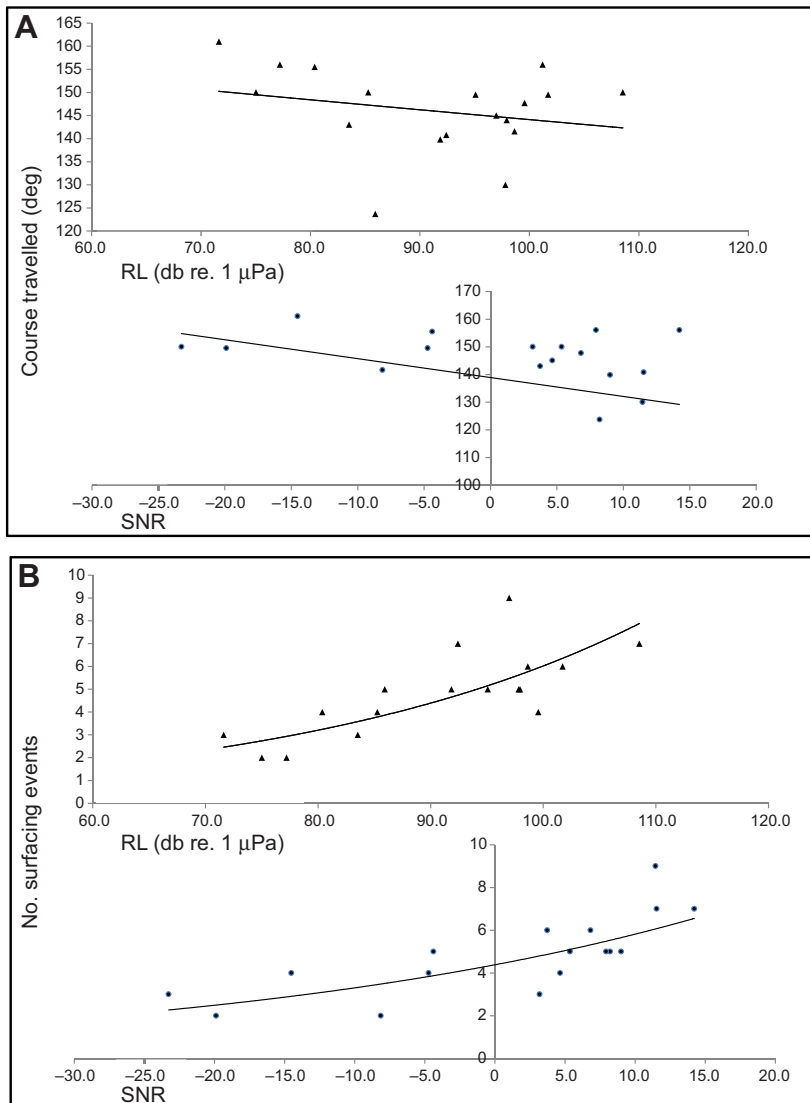 A
165
160
155
150
145
140
135
130
125
120
60.0 70.0 80.0 90.0 100.0 110.0 120.0
RL (db re. 1 μPa)
Course travelled (deg)
170
160
150
140
130
120
110
100
–30.0 –25.0 –20.0 –15.0 –10.0 –5.0 0 5.0 10.0 15.0 20.0
SNR
B
10
9
8
7
6
5
4
3
2
1
0
60.0 70.0 80.0 90.0 100.0 110.0 120.0
RL (db re. 1 μPa)
No. surfacing events
10
8
6
4
2
0
–30.0 –25.0 –20.0 –15.0 –10.0 –5.0 0 5.0 10.0 15.0 20.0
SNR